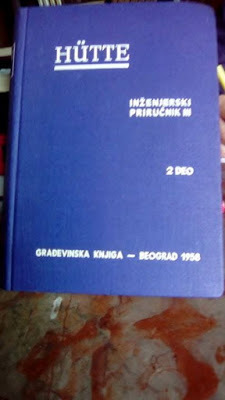 HÜTTE
INŽENJERSKI
PRIRUČNIK III
2 DEO
GRAĐEVINSKA KNJIGA — BEOGRAD 1958